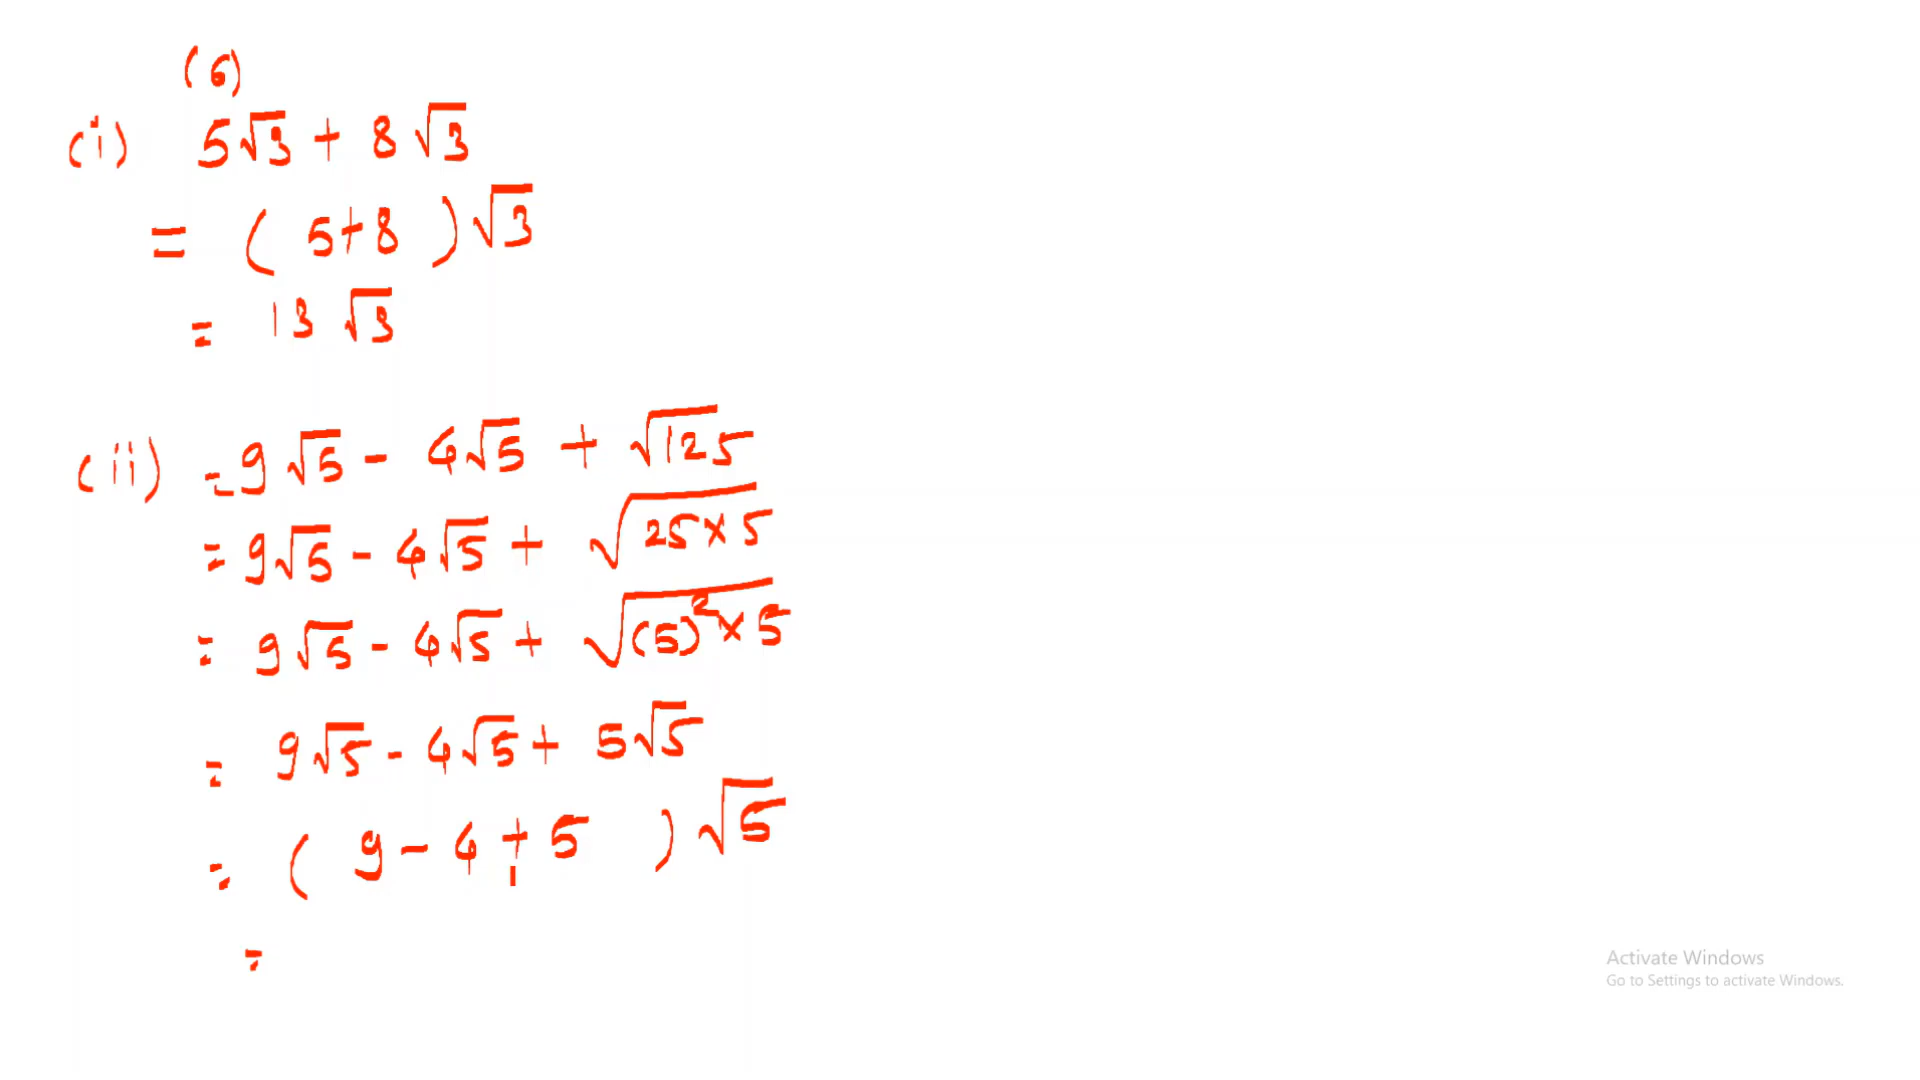 (6)
(i) 5√3 + 8√3
= (5+8)√3
= 13√3
(ii) = 9√5 - 4√5 + √125
= 9√5 - 4√5 + √25×5
= 9√5 - 4√5 + √(5)²×5
= 9√5 - 4√5 + 5√5
= (9-4+5)√5
=
Activate Windows
Go to Settings to activate Windows.